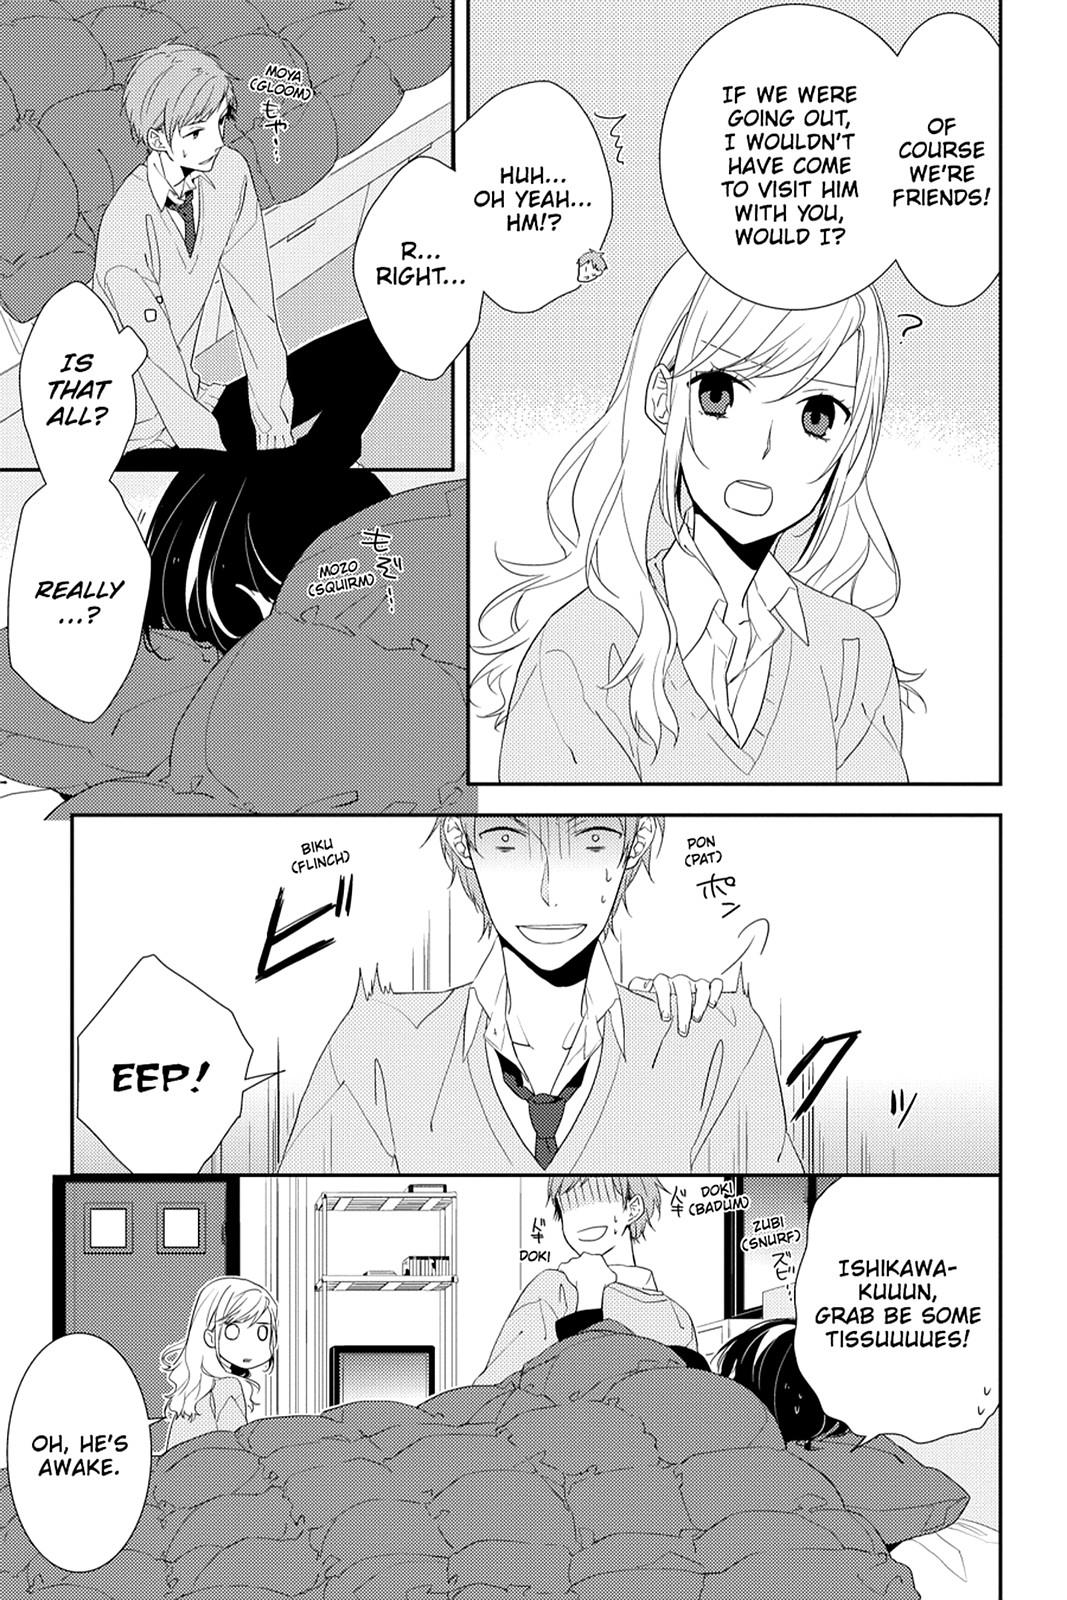 OF
COURSE
WE'RE
FRIENDS!
IF WE WERE
GOING OUT,
I WOULDN'T
HAVE COME
TO VISIT HIM
WITH YOU,
WOULD I?
?
HUH...
OH YEAH...
HM!?
R...
RIGHT...
MOYA
(GLOOM)
もや…
IS
THAT
ALL?
REALLY
...?
MOZO
(SQUIRM)
もぞ…
PON
(PAT)
ポン
BIKU
(FLINCH)
ビクッ
EEP!
ISHIKAWA-
KUUUN,
GRAB BE SOME
TISSUUUUES!
ZUBI
(SNURF)
ズビ…
DOKI
(BADUM)
ドキ
DOKI
ドキ
OH, HE'S
AWAKE.